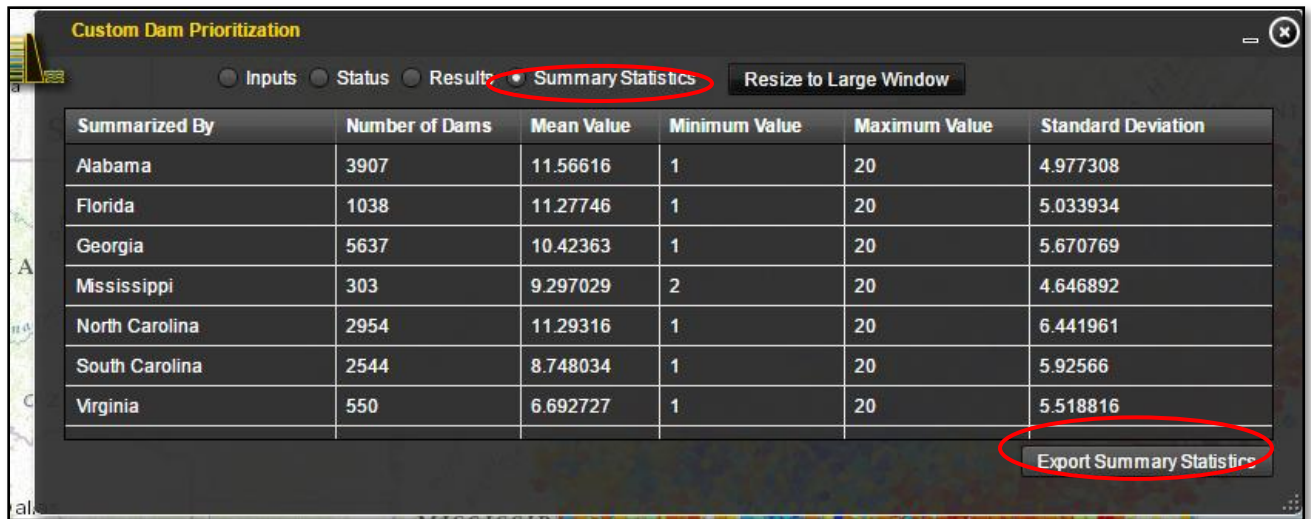 Custom Dam Prioritization
Inputs Status Results Summary Statistics Resize to Large Window
Summarized By Number of Dams Mean Value Minimum Value Maximum Value Standard Deviation
Alabama 3907 11.56616 1 20 4.977308
Florida 1038 11.27746 1 20 5.033934
Georgia 5637 10.42363 1 20 5.670769
Mississippi 303 9.297029 2 20 4.646892
North Carolina 2954 11.29316 1 20 6.441961
South Carolina 2544 8.748034 1 20 5.92566
Virginia 550 6.692727 1 20 5.518816
Export Summary Statistics